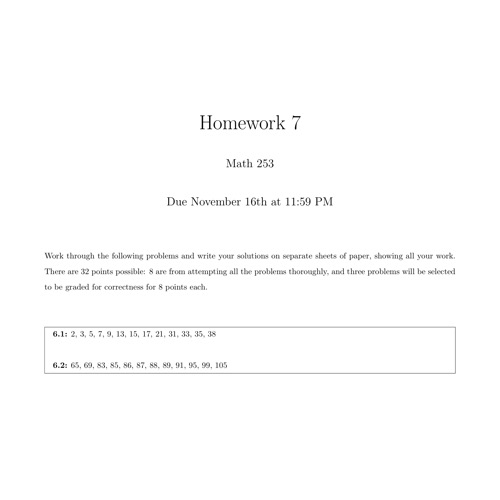 Homework 7
Math 253
Due November 16th at 11:59 PM
Work through the following problems and write your solutions on separate sheets of paper, showing all your work.
There are 32 points possible: 8 are from attempting all the problems thoroughly, and three problems will be selected
to be graded for correctness for 8 points each.
6.1: 2, 3, 5, 7, 9, 13, 15, 17, 21, 31, 33, 35, 38
6.2: 65, 69, 83, 85, 86, 87, 88, 89, 91, 95, 99, 105